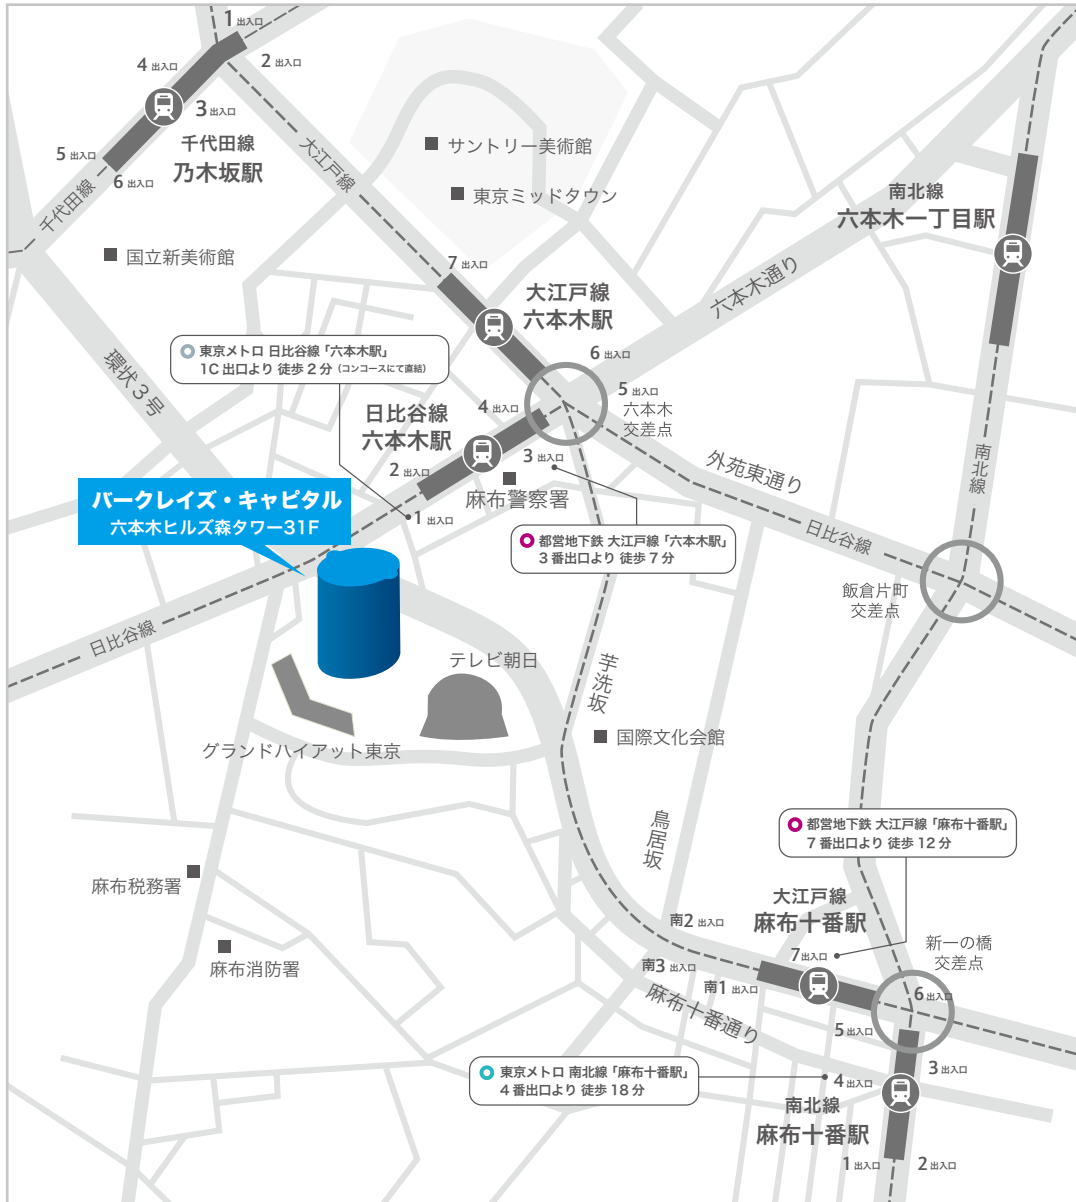 1 出入口
2 出入口
4 出入口
3 出入口
千代田線
乃木坂駅
5 出入口
6 出入口
千代田線
大江戸線
サントリー美術館
東京ミッドタウン
国立新美術館
南北線
六本木一丁目駅
7 出入口
大江戸線
六本木駅
六本木通り
環状3号
東京メトロ 日比谷線「六本木駅」
1C 出口より 徒歩 2 分（コンコースにて直結）
6 出入口
5 出入口
六本木
交差点
4 出入口
日比谷線
六本木駅
3 出入口
2 出入口
麻布警察署
1 出入口
外苑東通り
南北線
バークレイズ・キャピタル
六本木ヒルズ森タワー31F
都営地下鉄 大江戸線「六本木駅」
3 番出口より 徒歩 7 分
日比谷線
飯倉片町
交差点
日比谷線
テレビ朝日
芋洗坂
グランドハイアット東京
国際文化会館
鳥居坂
都営地下鉄 大江戸線「麻布十番駅」
7 番出口より 徒歩 12 分
麻布税務署
大江戸線
麻布十番駅
南2 出入口
麻布消防署
7 出入口
新一の橋
交差点
南3 出入口
南1 出入口
6 出入口
麻布十番通り
5 出入口
東京メトロ 南北線「麻布十番駅」
4 番出口より 徒歩 18 分
4 出入口
3 出入口
南北線
麻布十番駅
1 出入口
2 出入口